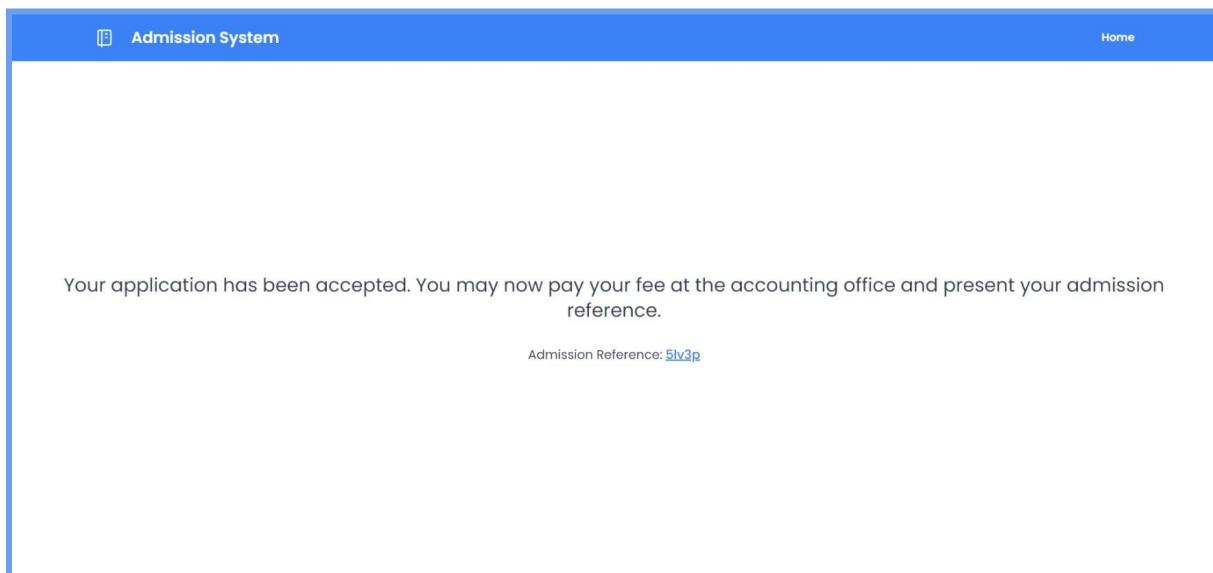 Admission System
Home
Your application has been accepted. You may now pay your fee at the accounting office and present your admission
reference.
Admission Reference: 5lv3p